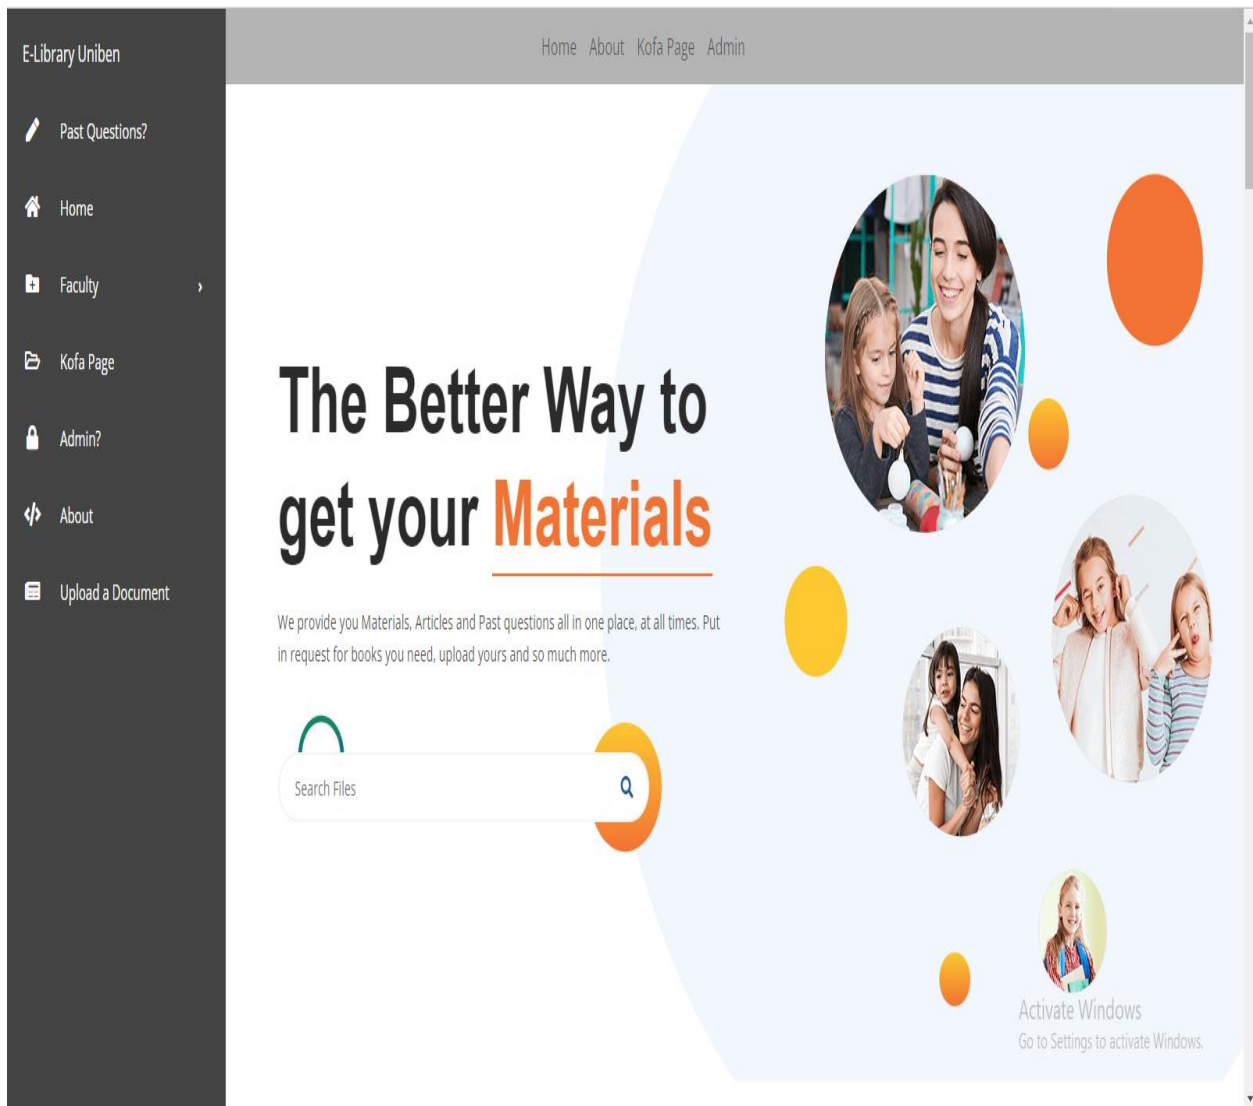 E-Library Uniben
Past Questions?
Home
Faculty
Kofa Page
Admin?
About
Upload a Document
Home About Kofa Page Admin
The Better Way to
get your Materials
We provide you Materials, Articles and Past questions all in one place, at all times. Put
in request for books you need, upload yours and so much more.
Search Files
Activate Windows
Go to Settings to activate Windows.